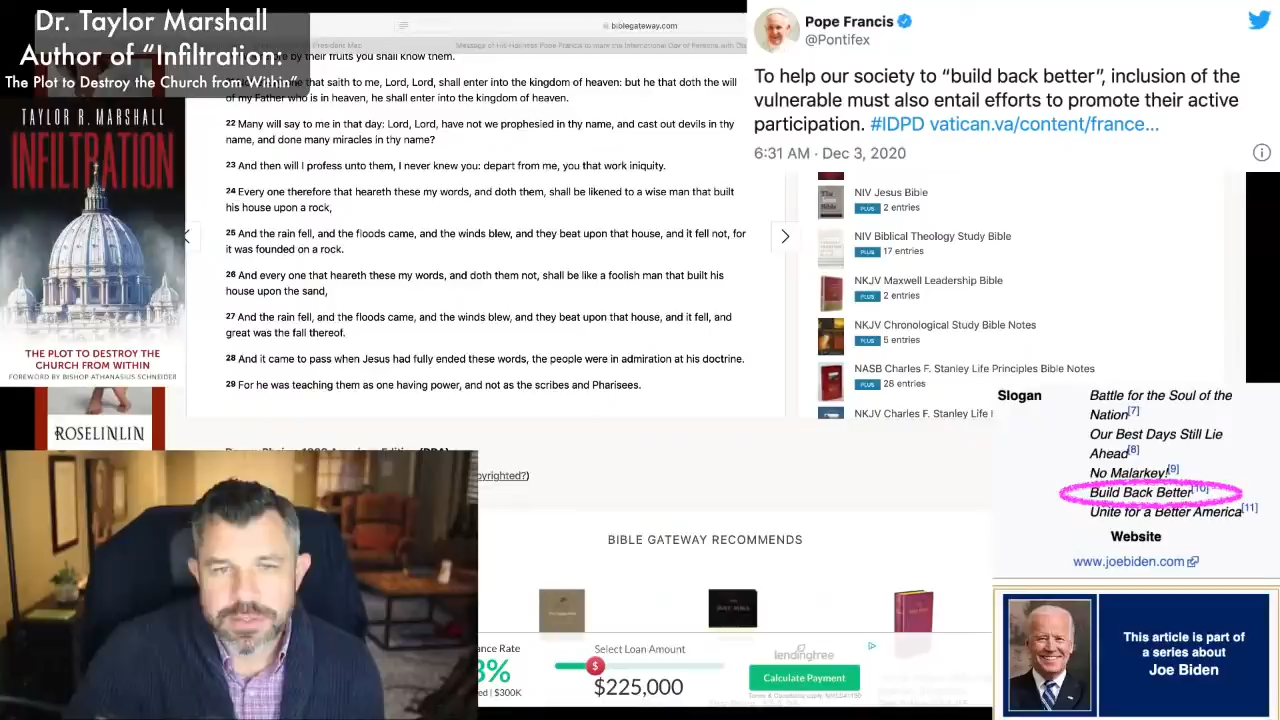 Dr. Taylor Marshall
Author of “Infiltration:
The Plot to Destroy the Church from Within”
TAYLOR R. MARSHALL
INFILTRATION
THE PLOT TO DESTROY THE
CHURCH FROM WITHIN
FOREWORD BY BISHOP ATHANASIUS SCHNEIDER
ROSELINLIN
biblegateway.com
by their fruits you shall know them.
that saith to me, Lord, Lord, shall enter into the kingdom of heaven: but he that doth the will
of my Father who is in heaven, he shall enter into the kingdom of heaven.
22 Many will say to me in that day: Lord, Lord, have not we prophesied in thy name, and cast out devils in thy
name, and done many miracles in thy name?
23 And then will I profess unto them, I never knew you: depart from me, you that work iniquity.
24 Every one therefore that heareth these my words, and doth them, shall be likened to a wise man that built
his house upon a rock,
25 And the rain fell, and the floods came, and the winds blew, and they beat upon that house, and it fell not, for
it was founded on a rock.
26 And every one that heareth these my words, and doth them not, shall be like a foolish man that built his
house upon the sand,
27 And the rain fell, and the floods came, and the winds blew, and they beat upon that house, and it fell, and
great was the fall thereof.
28 And it came to pass when Jesus had fully ended these words, the people were in admiration at his doctrine.
29 For he was teaching them as one having power, and not as the scribes and Pharisees.
Pope Francis
@Pontifex
To help our society to “build back better”, inclusion of the
vulnerable must also entail efforts to promote their active
participation. #IDPD vatican.va/content/france...
6:31 AM · Dec 3, 2020
NIV Jesus Bible
PLUS 2 entries
NIV Biblical Theology Study Bible
PLUS 17 entries
NKJV Maxwell Leadership Bible
PLUS 2 entries
NKJV Chronological Study Bible Notes
PLUS 5 entries
NASB Charles F. Stanley Life Principles Bible Notes
PLUS 28 entries
NKJV Charles F. Stanley Life
Slogan
Battle for the Soul of the
Nation[7]
Our Best Days Still Lie
Ahead[8]
No Malarkey![9]
Build Back Better[10]
Unite for a Better America[11]
Website
www.joebiden.com
This article is part of
a series about
Joe Biden
pyrighted?)
BIBLE GATEWAY RECOMMENDS
HOLY BIBLE
ance Rate
3%
ed | $300K
Select Loan Amount
$
$225,000
lendingtree
Calculate Payment